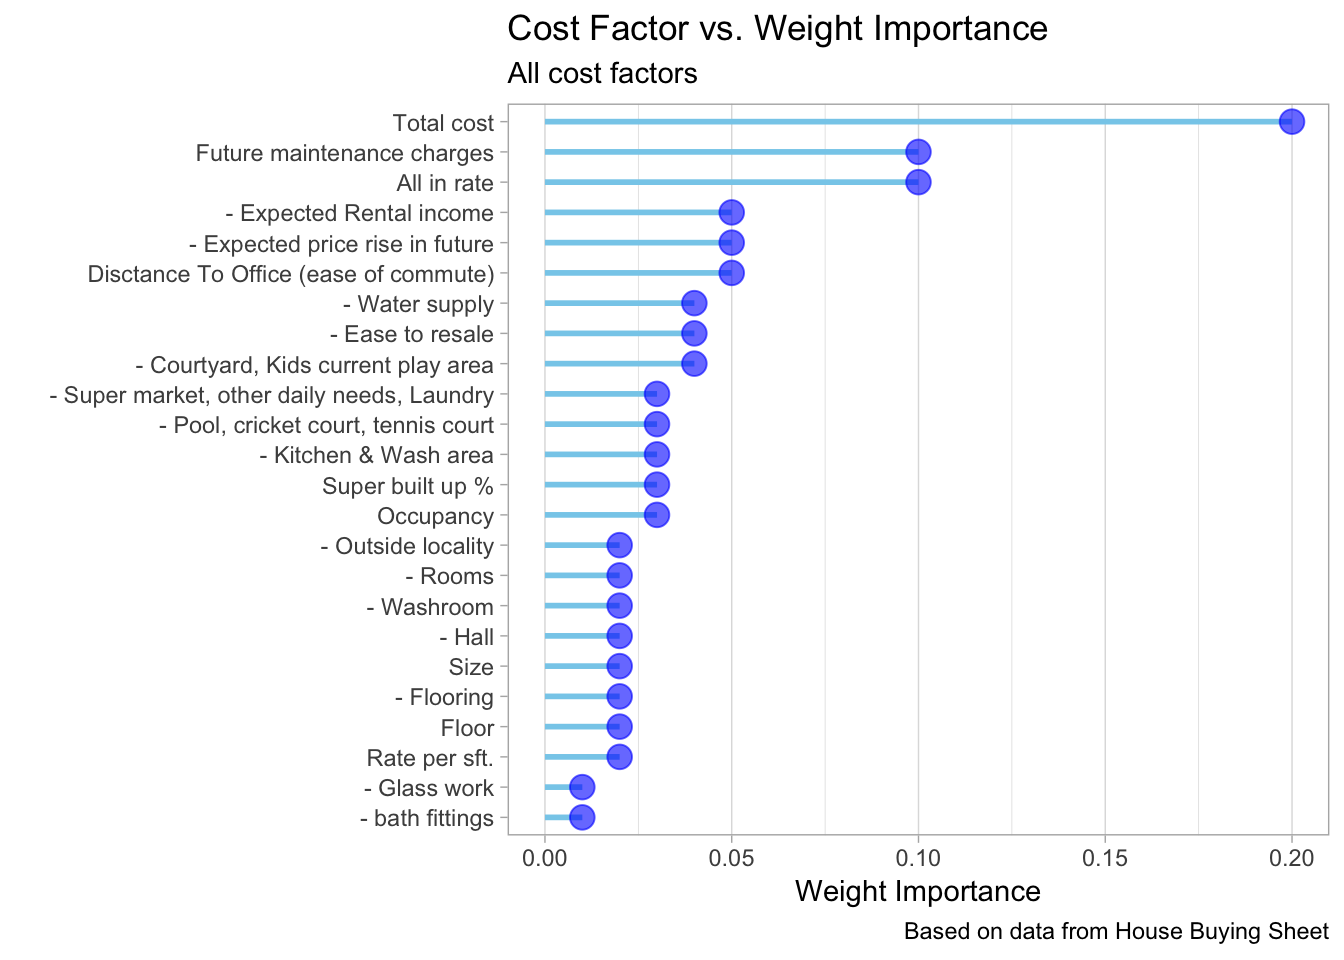 Cost Factor vs. Weight Importance
All cost factors
Total cost
Future maintenance charges
All in rate
- Expected Rental income
- Expected price rise in future
Disctance To Office (ease of commute)
- Water supply
- Ease to resale
- Courtyard, Kids current play area
- Super market, other daily needs, Laundry
- Pool, cricket court, tennis court
- Kitchen & Wash area
Super built up %
Occupancy
- Outside locality
- Rooms
- Washroom
- Hall
Size
- Flooring
Floor
Rate per sft.
- Glass work
- bath fittings
0.00 0.05 0.10 0.15 0.20
Weight Importance
Based on data from House Buying Sheet